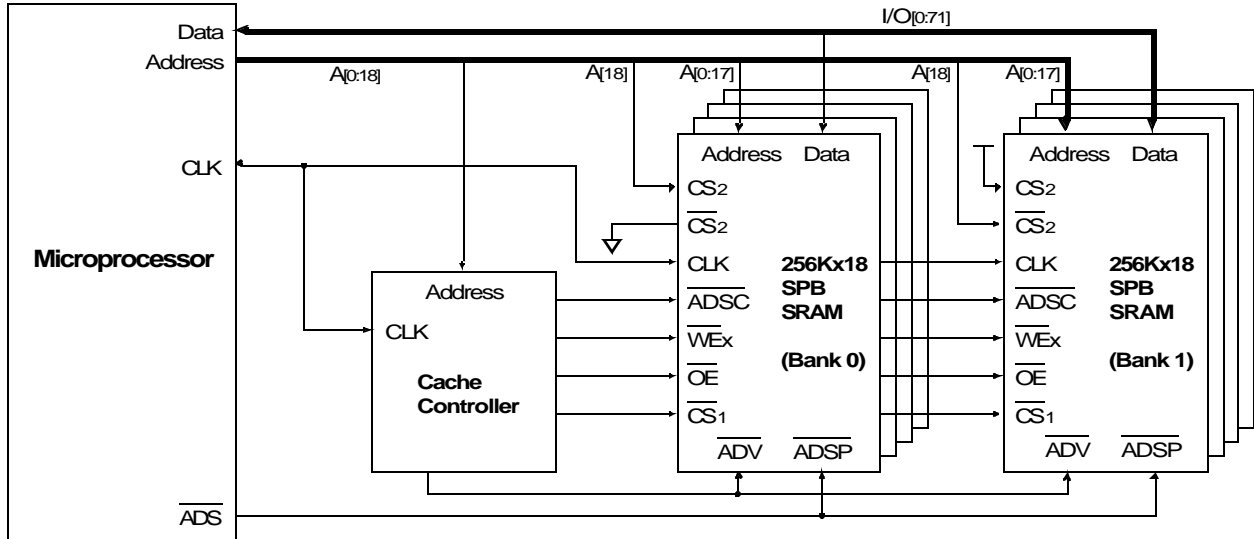 I/O[0:71]
Data
Address
A[0:18]
A[18]
A[0:17]
A[18]
A[0:17]
CLK
Microprocessor
ADS
Address
CLK
Cache
Controller
Address Data
CS2
CS2
CLK
ADSC
WEx
OE
CS1
ADV ADSP
256Kx18
SPB
SRAM
(Bank 0)
Address Data
CS2
CS2
CLK
ADSC
WEx
OE
CS1
ADV ADSP
256Kx18
SPB
SRAM
(Bank 1)